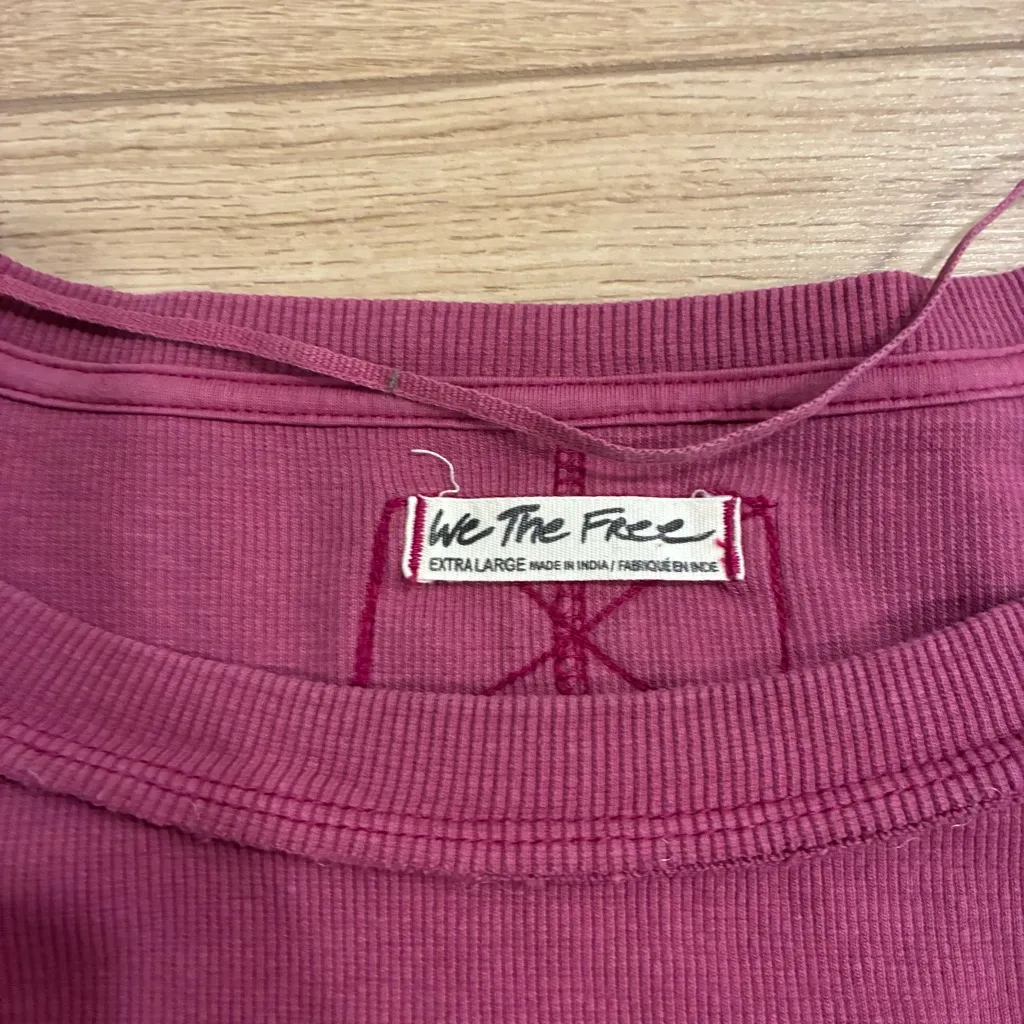 We The Free
EXTRA LARGE MADE IN INDIA / FABRIQUÉ EN INDE